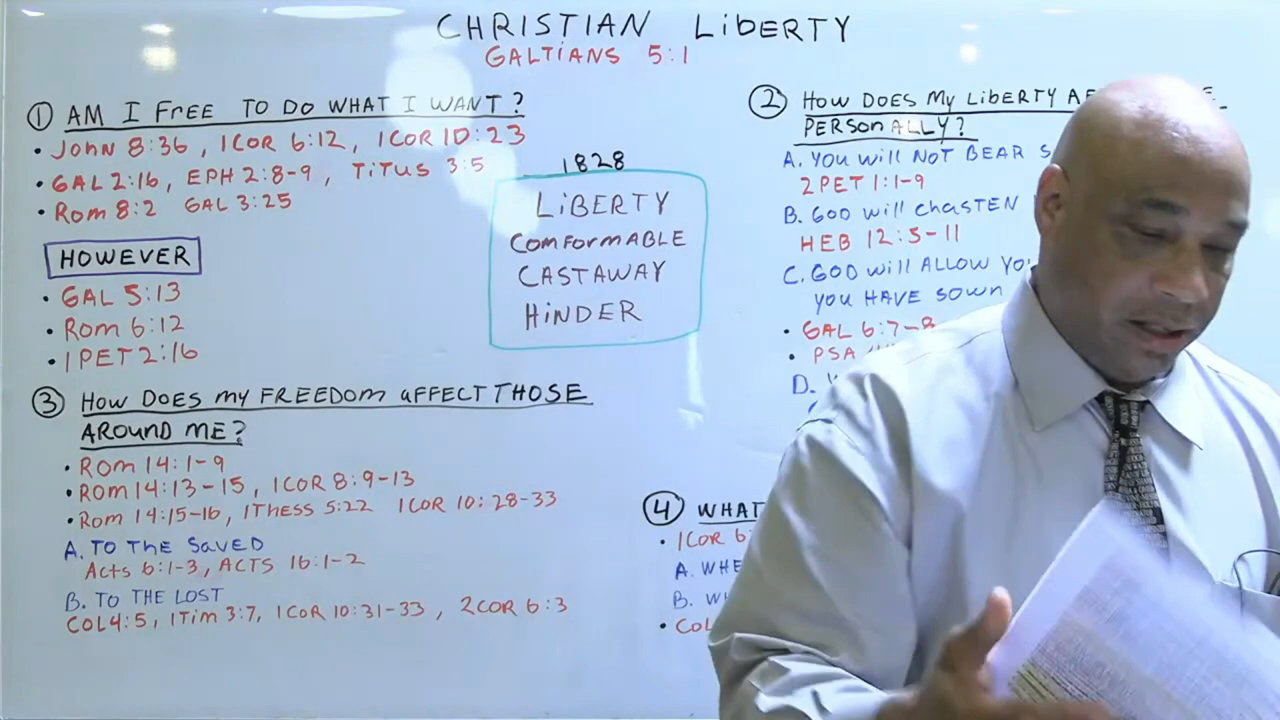 CHRISTIAN LiBERTY
GALTiANS 5:1
① AM I FREE TO DO WHAT I WANT?
• JOHN 8:36, 1COR 6:12, 1COR 10:23
• GAL 2:16, EPH 2:8-9, TiTUS 3:5
• Rom 8:2 GAL 3:25
HOWEVER
• GAL 5:13
• Rom 6:12
• 1PET 2:16
1828
LiBERTY
COMFORMABLE
CASTAWAY
HiNDER
② HOW DOES My LiBERTY
PERSONALLY?
A. YOU will NOT BEAR
2 PET 1:1-9
B. GOD will chaSTEN
HEB 12:5-11
C. GOD will ALLOW
YOU HAVE SOWN
• GAL 6:7-8
• PSA
D.
③ HOW DOES my FREEDOM aFFECT THOSE
AROUND ME?
• ROM 14:1-9
• ROM 14:13-15, 1COR 8:9-13
• Rom 14:15-16, 1Thess 5:22 1COR 10:28-33
A. TO The SaVED
Acts 6:1-3, ACTS 16:1-2
B. TO THE LOST
COL 4:5, 1Tim 3:7, 1COR 10:31-33, 2COR 6:3
④ WHAT
• 1COR 6:
A.
B.
• COL